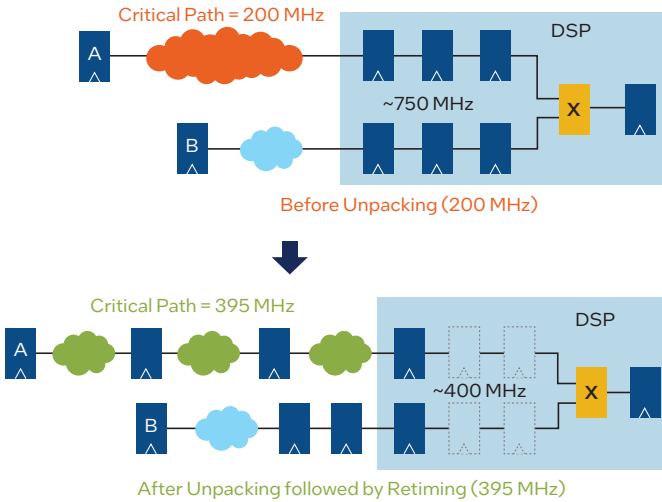 Critical Path = 200 MHz
DSP
A
~750 MHz
X
B
Before Unpacking (200 MHz)
Critical Path = 395 MHz
DSP
A
~400 MHz
X
B
After Unpacking followed by Retiming (395 MHz)